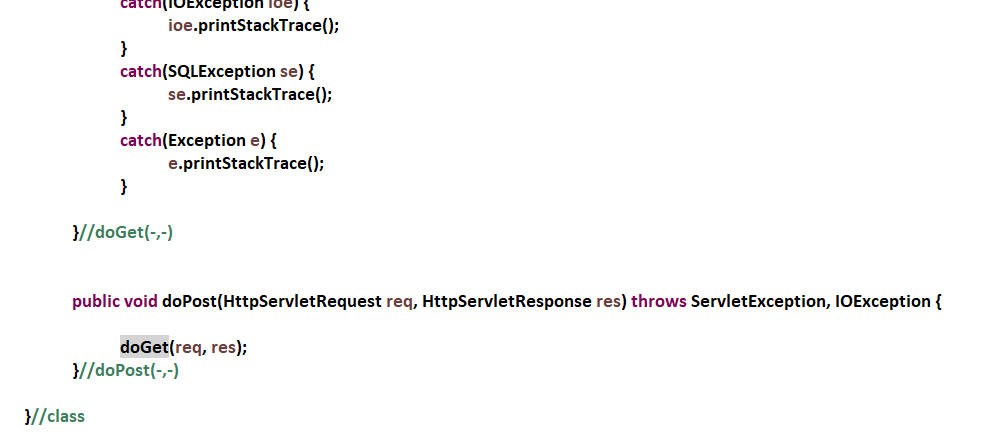 catch(IOException ioe) {
ioe.printStackTrace();
}
catch(SQLException se) {
se.printStackTrace();
}
catch(Exception e) {
e.printStackTrace();
}
}//doGet(-,-)
public void doPost(HttpServletRequest req, HttpServletResponse res) throws ServletException, IOException {
doGet(req, res);
}//doPost(-,-)
}//class